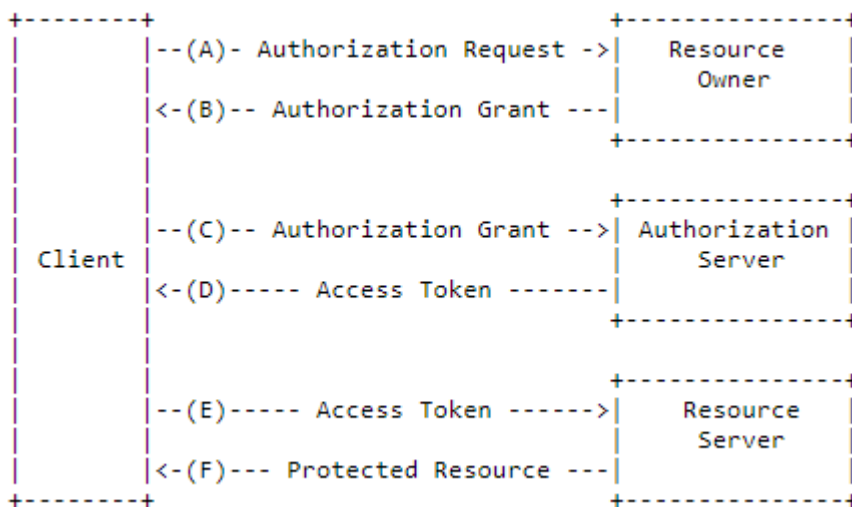 +--------+                               +---------------+
|        |--(A)- Authorization Request ->|   Resource    |
|        |                               |     Owner     |
|        |<-(B)-- Authorization Grant ---|               |
|        |                               +---------------+
|        |
|        |                               +---------------+
|        |--(C)-- Authorization Grant -->| Authorization |
| Client |                               |     Server    |
|        |<-(D)----- Access Token -------|               |
|        |                               +---------------+
|        |
|        |                               +---------------+
|        |--(E)----- Access Token ------>|    Resource   |
|        |                               |     Server    |
|        |<-(F)--- Protected Resource ---|               |
+--------+                               +---------------+